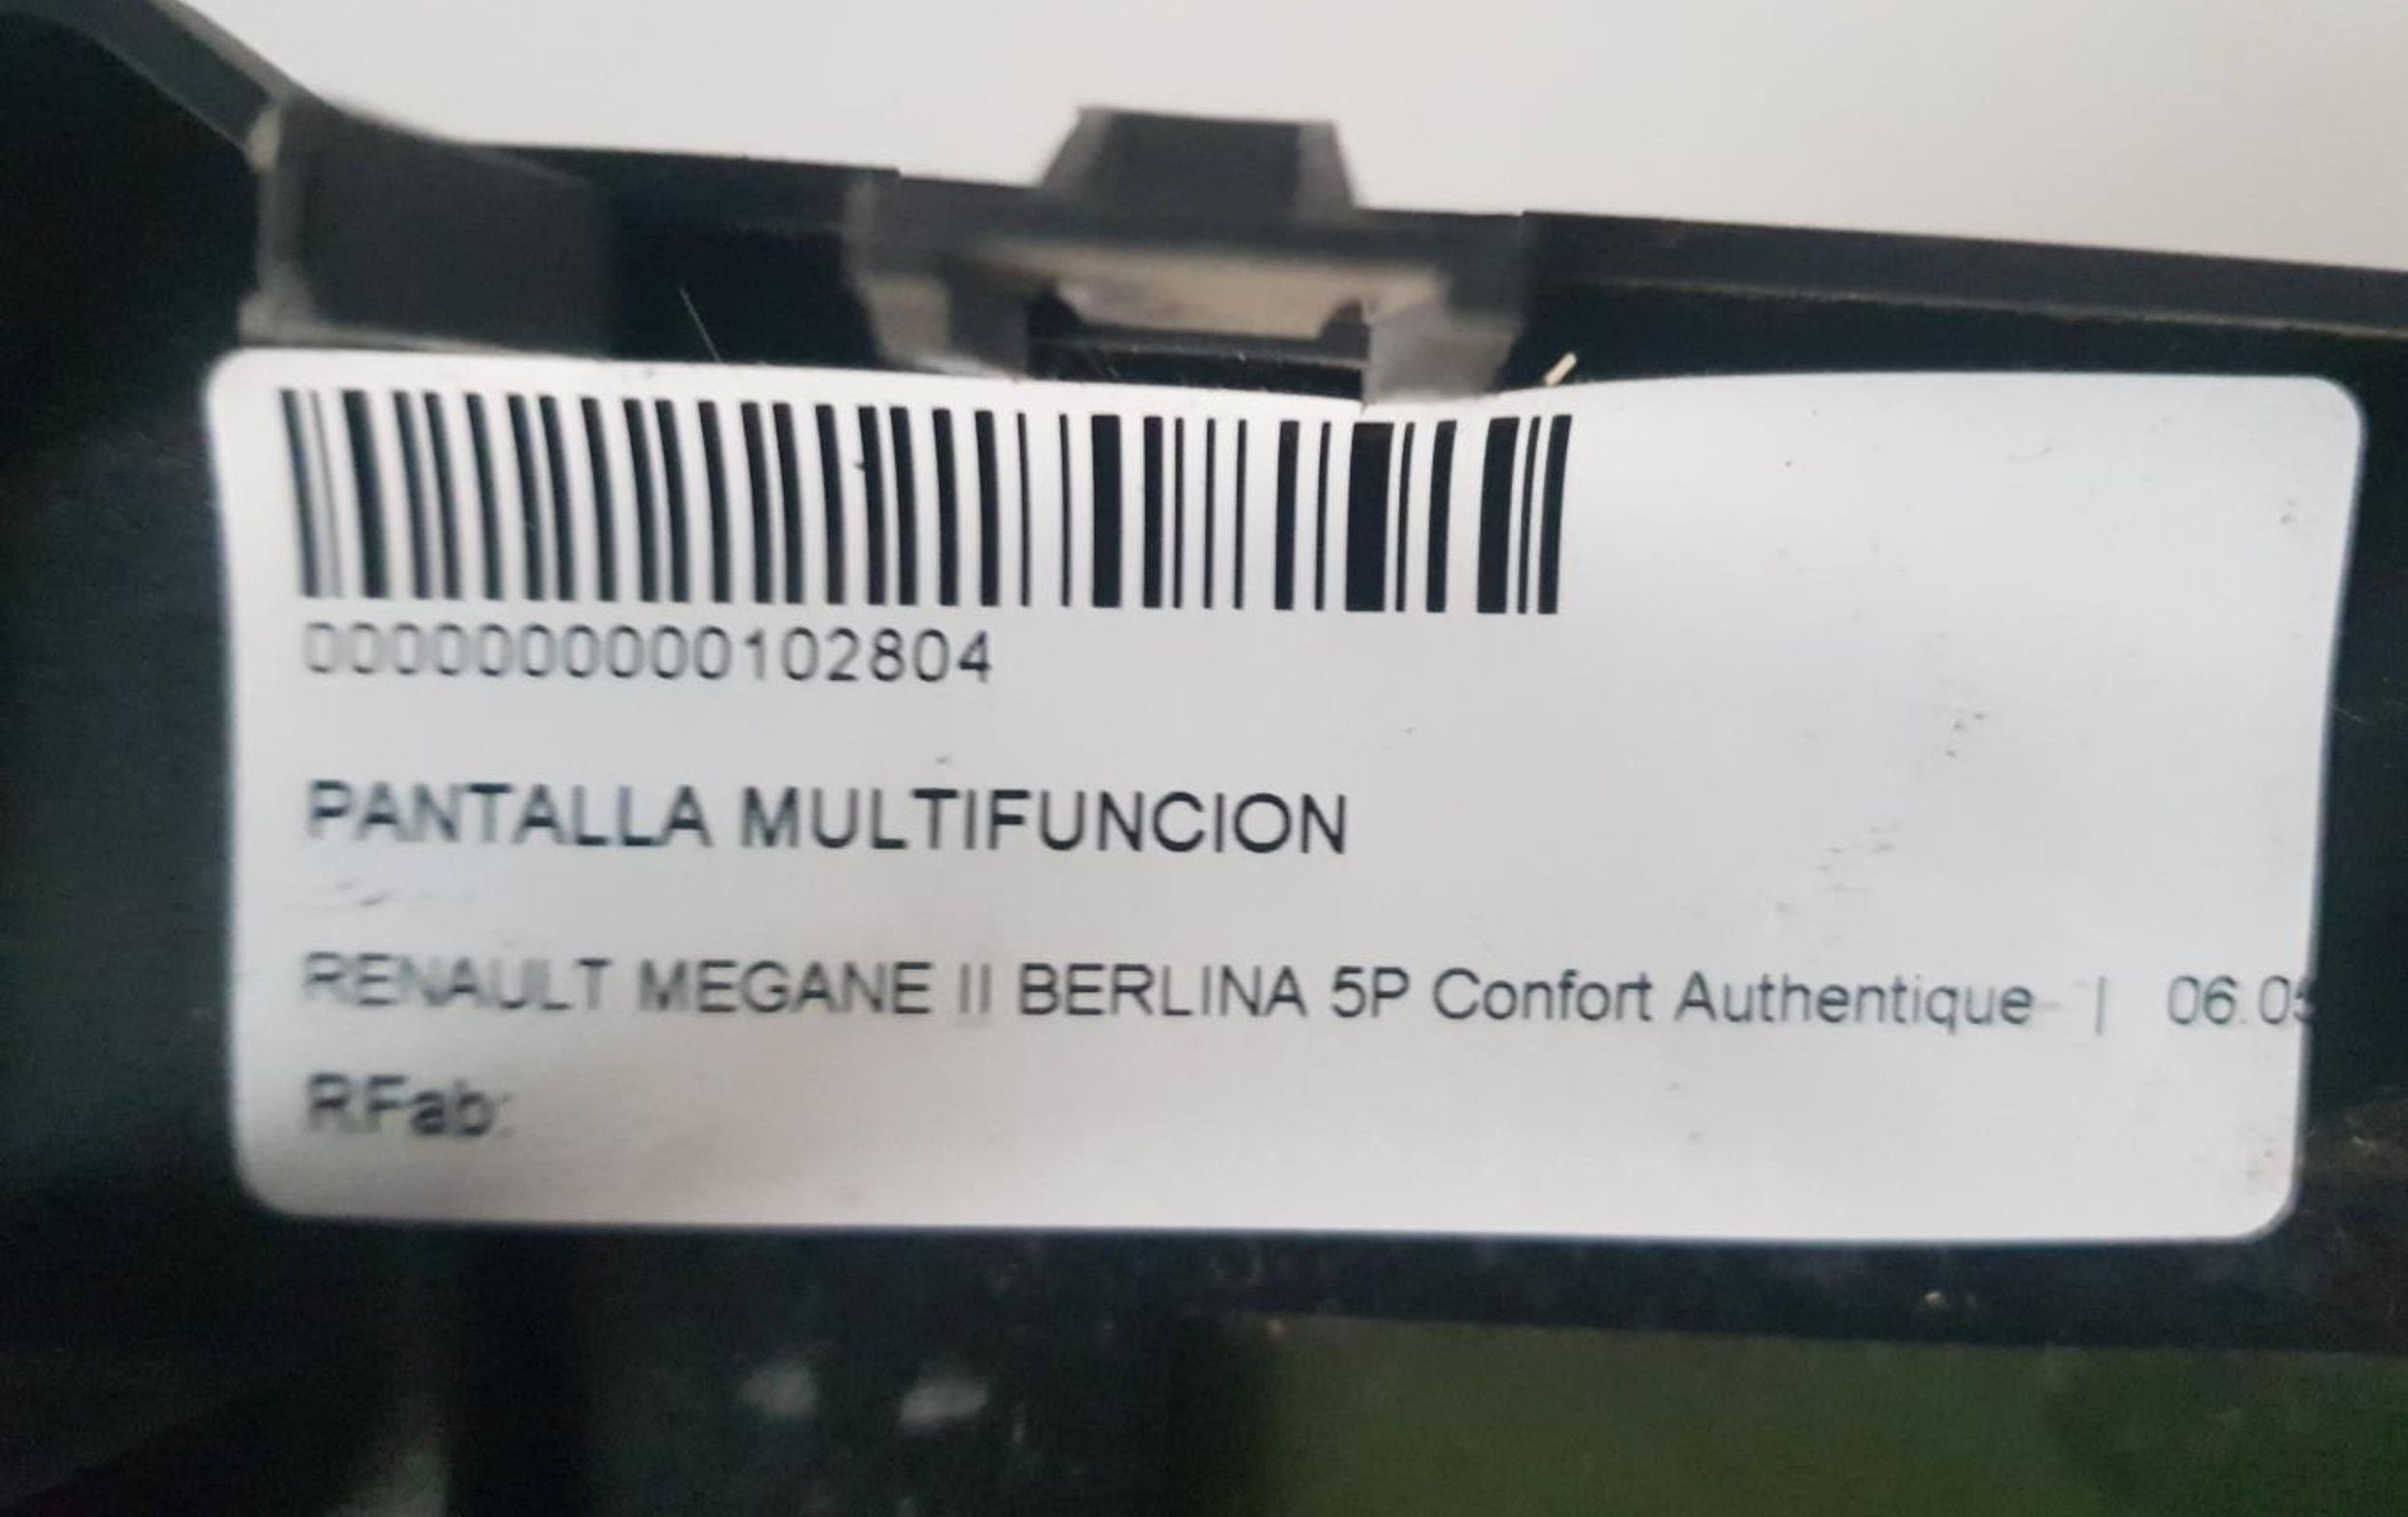 0000000000102804
PANTALLA MULTIFUNCION
RENAULT MEGANE II BERLINA 5P Confort Authentique | 06.0
RFab: